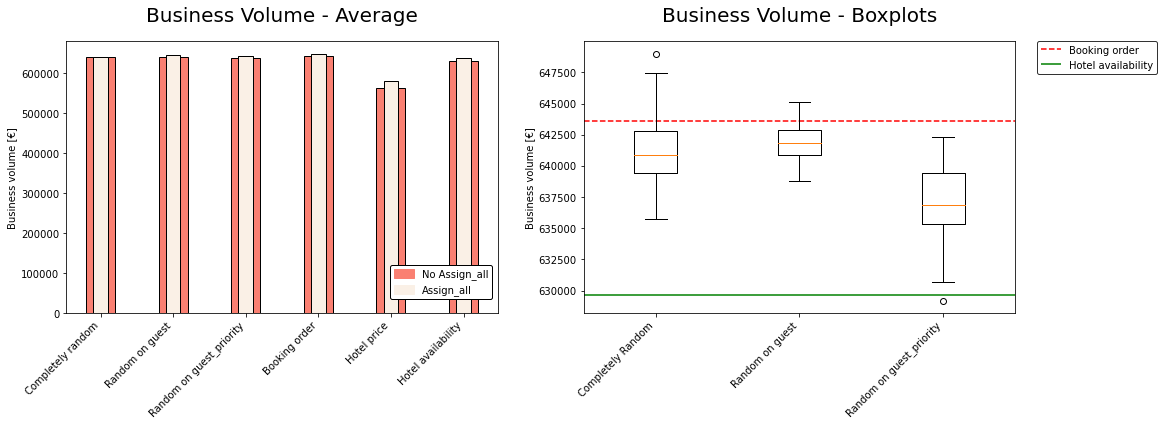 Business Volume - Average
Business volume [€]
600000
500000
400000
300000
200000
100000
0
No Assign_all
Assign_all
Completely random
Random on guest
Random on guest_priority
Booking order
Hotel price
Hotel availability
Business Volume - Boxplots
Business volume [€]
647500
645000
642500
640000
637500
635000
632500
630000
Completely Random
Random on guest
Random on guest_priority
Booking order
Hotel availability